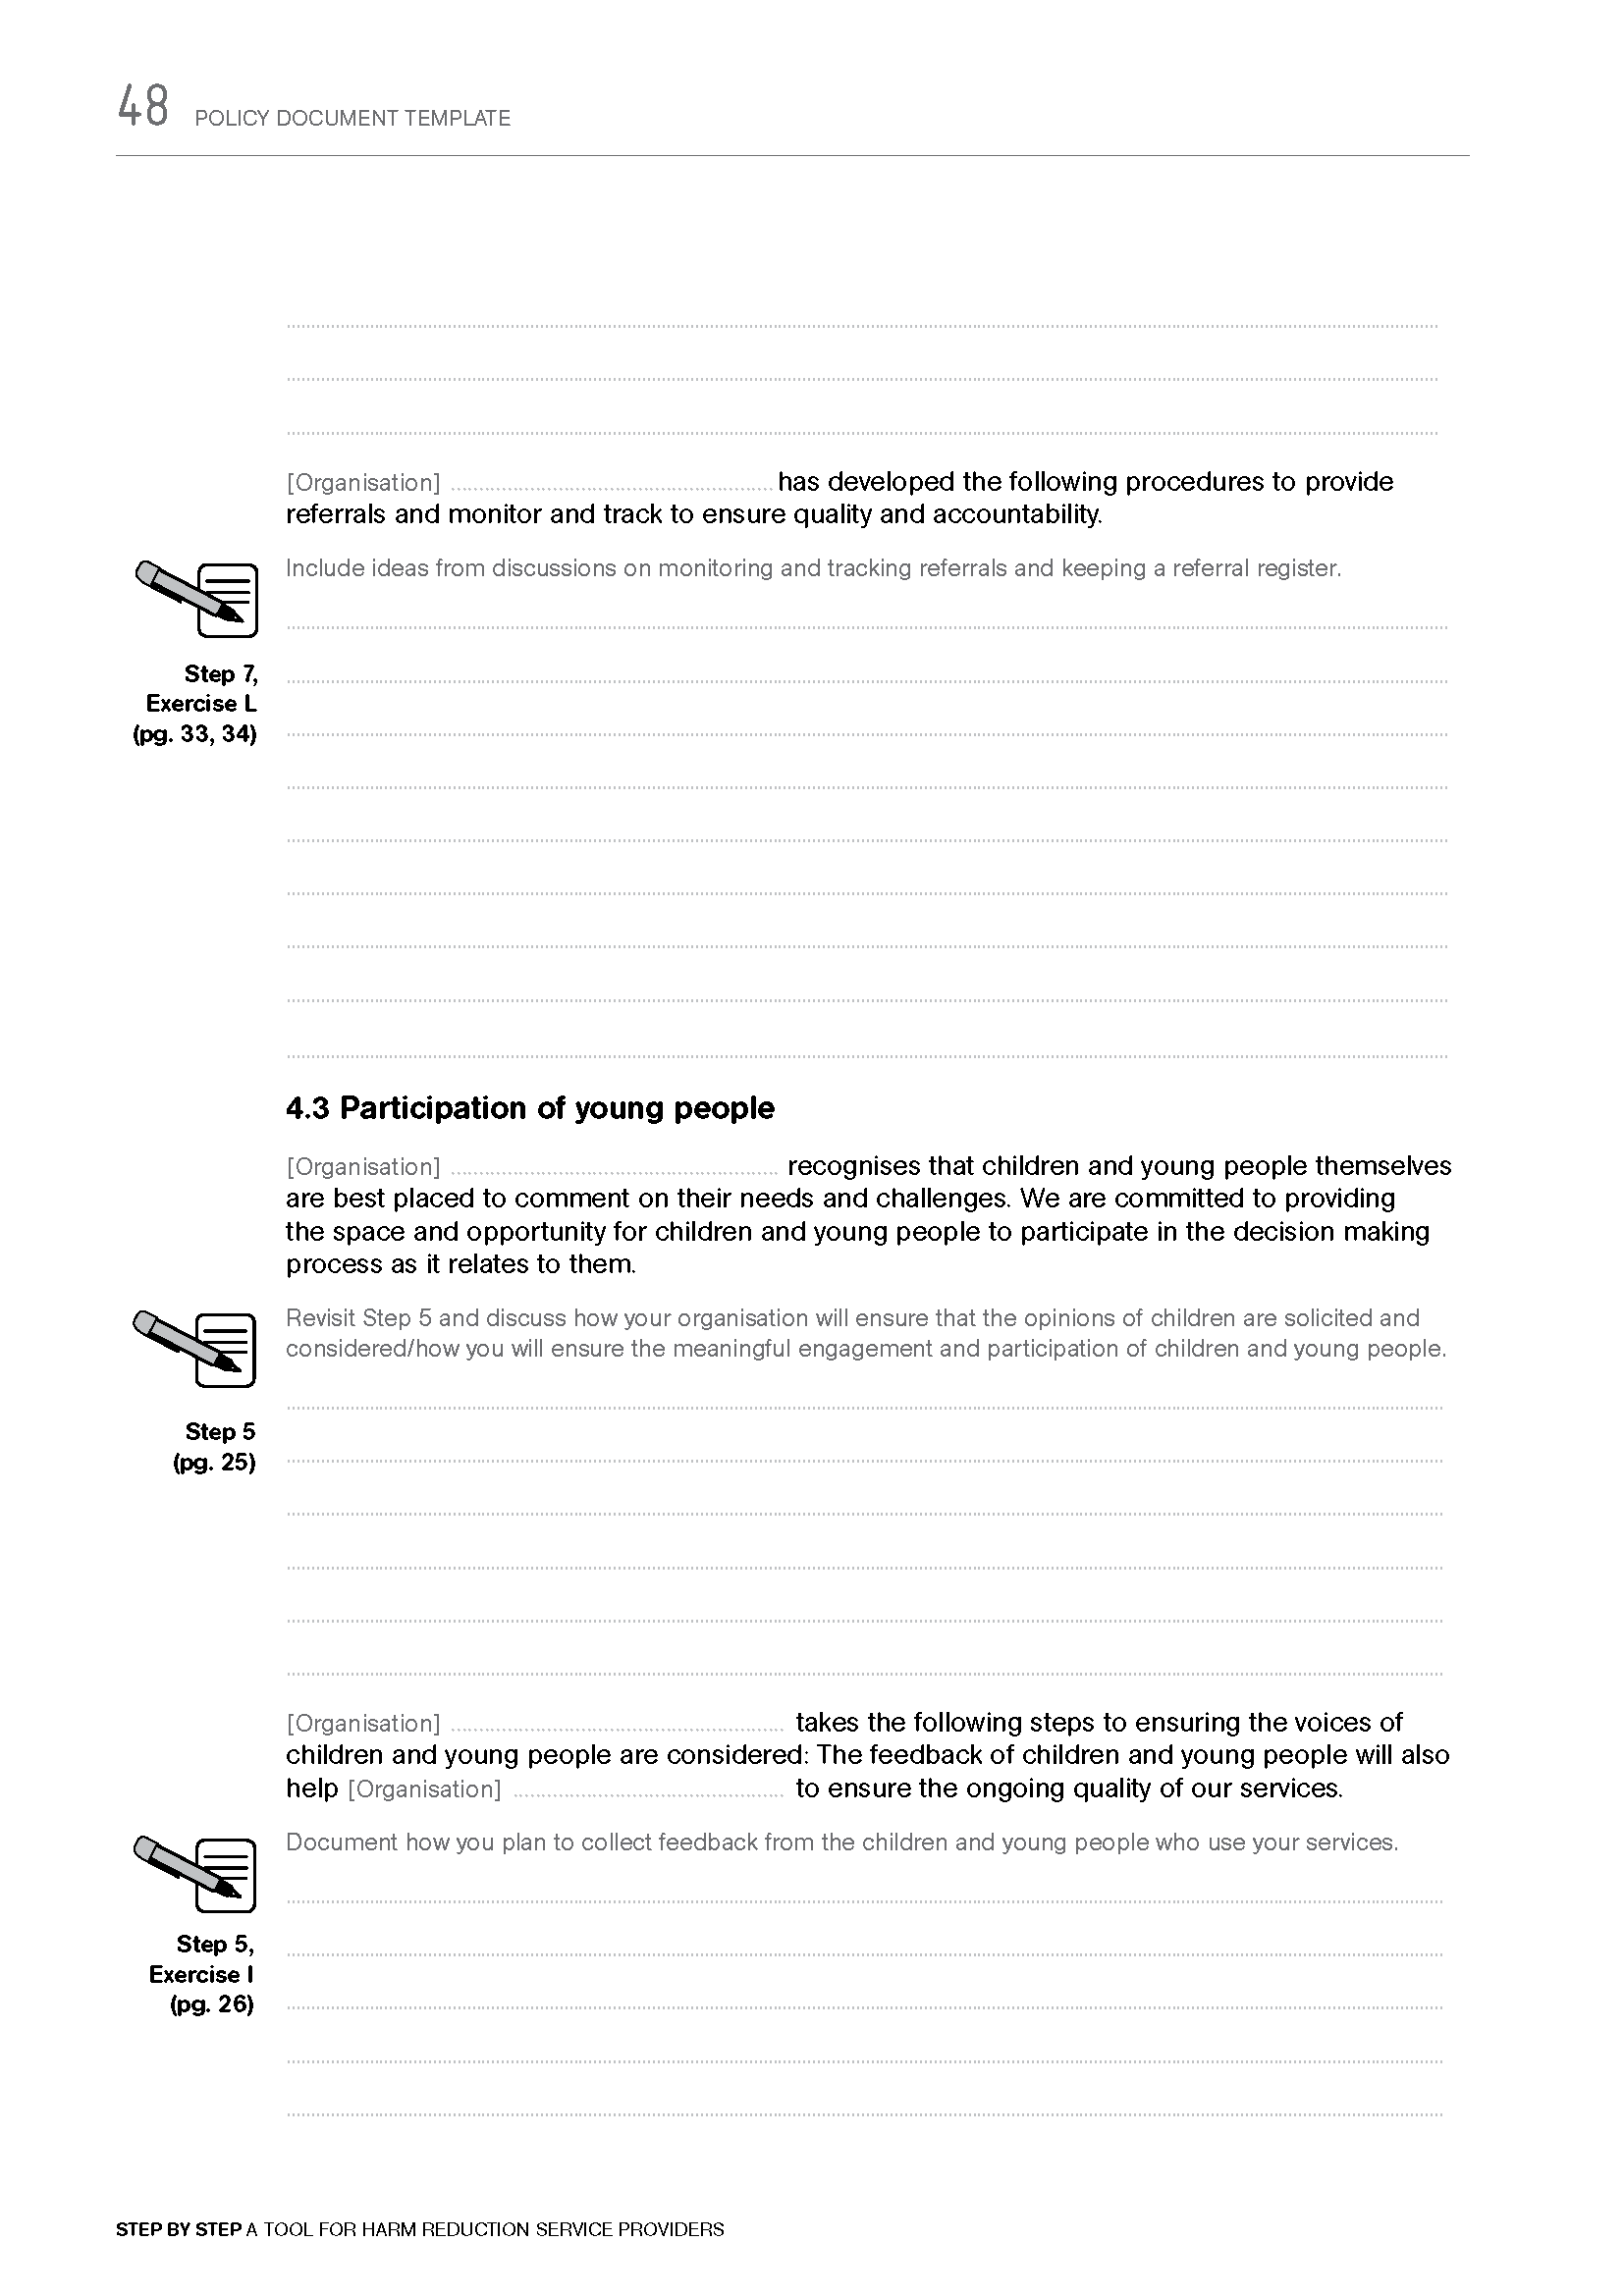 48 POLICY DOCUMENT TEMPLATE
[Organisation] has developed the following procedures to provide
referrals and monitor and track to ensure quality and accountability.
Include ideas from discussions on monitoring and tracking referrals and keeping a referral register.
Step 7,
Exercise L
(pg. 33, 34)
4.3 Participation of young people
[Organisation] recognises that children and young people themselves
are best placed to comment on their needs and challenges. We are committed to providing
the space and opportunity for children and young people to participate in the decision making
process as it relates to them.
Revisit Step 5 and discuss how your organisation will ensure that the opinions of children are solicited and
considered/how you will ensure the meaningful engagement and participation of children and young people.
Step 5
(pg. 25)
[Organisation] takes the following steps to ensuring the voices of
children and young people are considered: The feedback of children and young people will also
help [Organisation] to ensure the ongoing quality of our services.
Document how you plan to collect feedback from the children and young people who use your services.
Step 5,
Exercise I
(pg. 26)
STEP BY STEP A TOOL FOR HARM REDUCTION SERVICE PROVIDERS